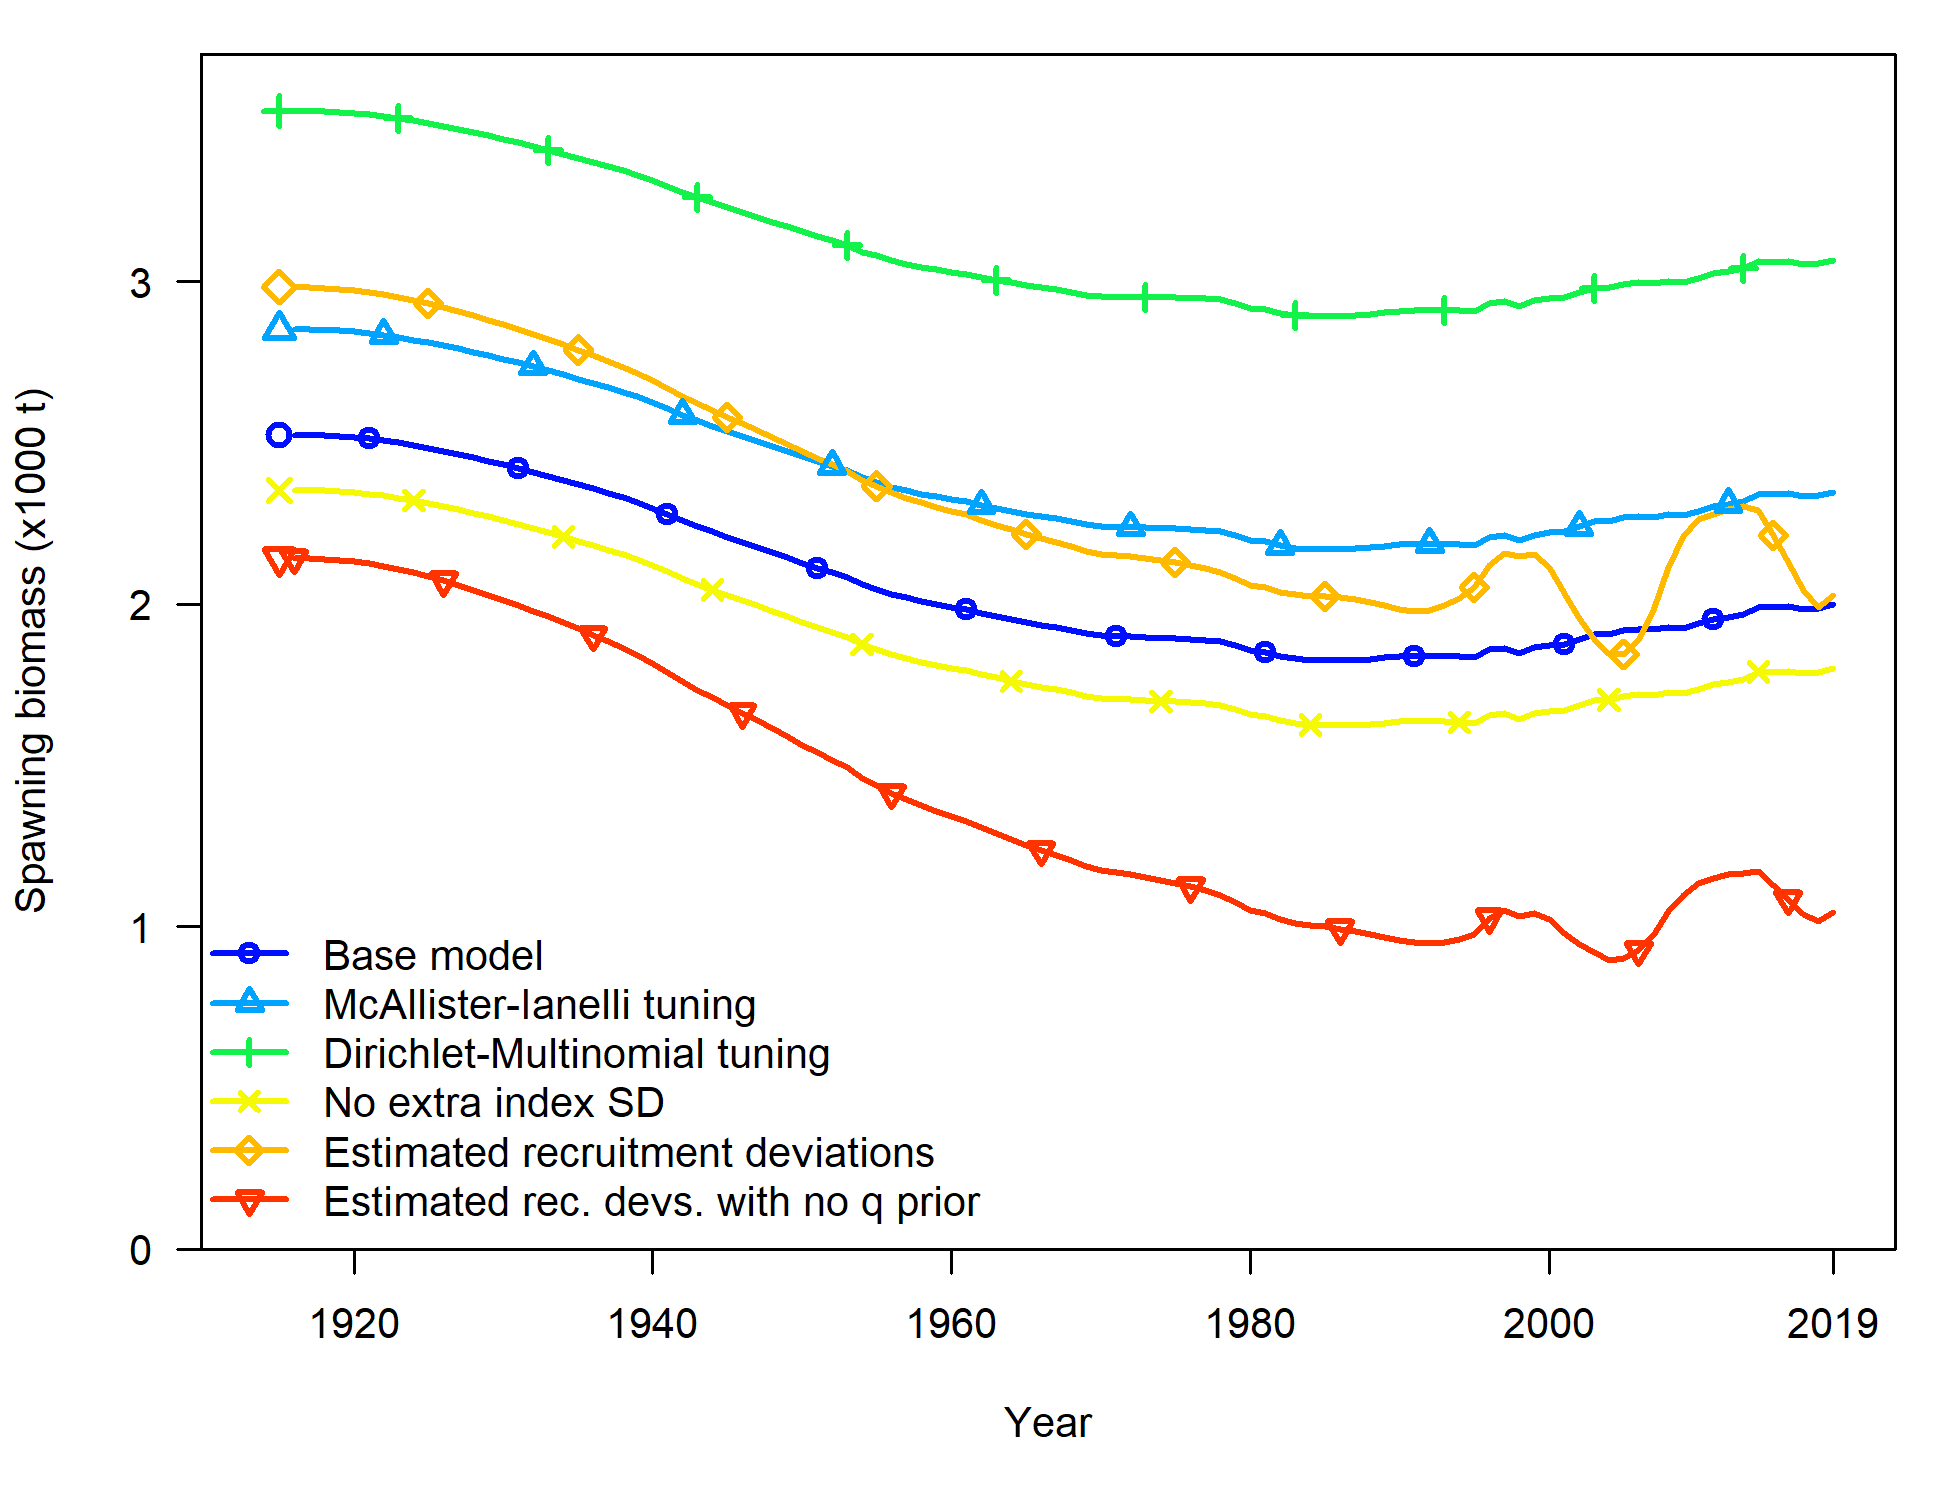 Spawning biomass (x1000 t)
3
2
1
0
Base model
McAllister-Ianelli tuning
Dirichlet-Multinomial tuning
No extra index SD
Estimated recruitment deviations
Estimated rec. devs. with no q prior
1920 1940 1960 1980 2000 2019
Year